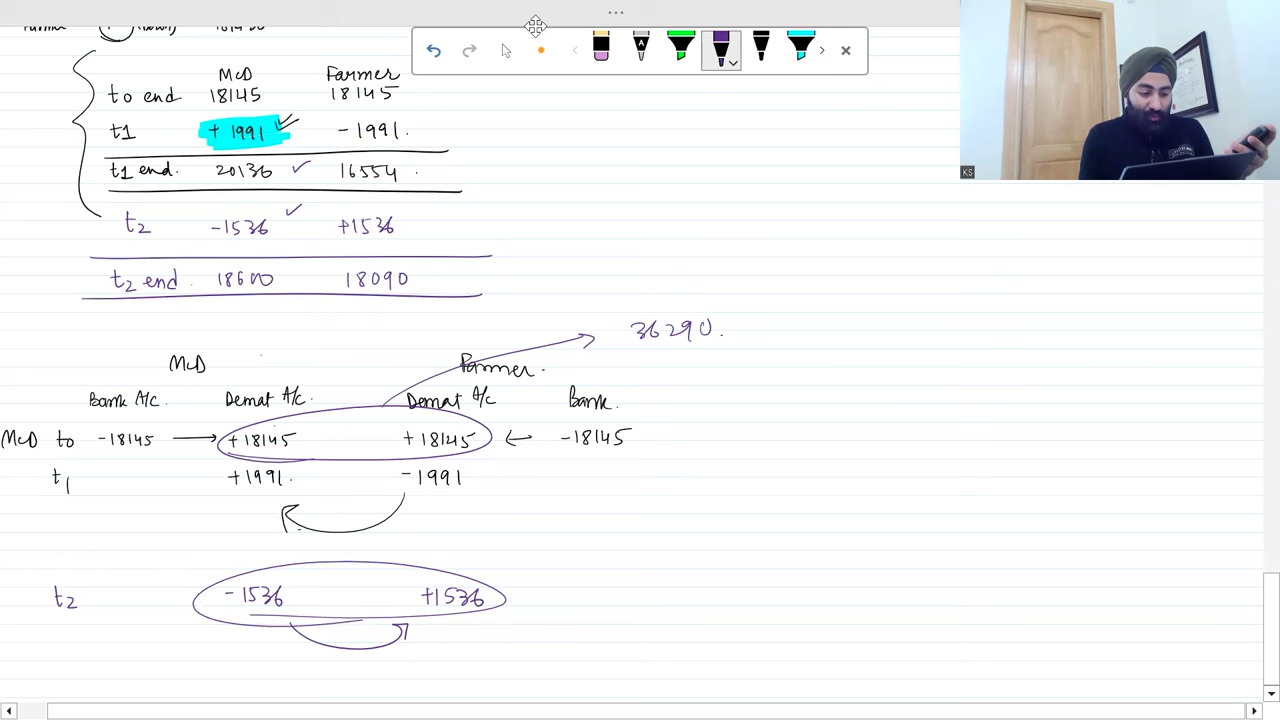 McD Farmer
to end 18145 18145
t1 + 1991 - 1991.
t1 end. 20136 16554 .
t2 -1536 +1536
t2 end . 18600 18090
36290.
McD Farmer.
Bank A/c. Demat A/c. Demat A/c Bank.
McD to -18145 +18145 +18145 -18145
t1 +1991. -1991
t2 -1536 +1536
KS